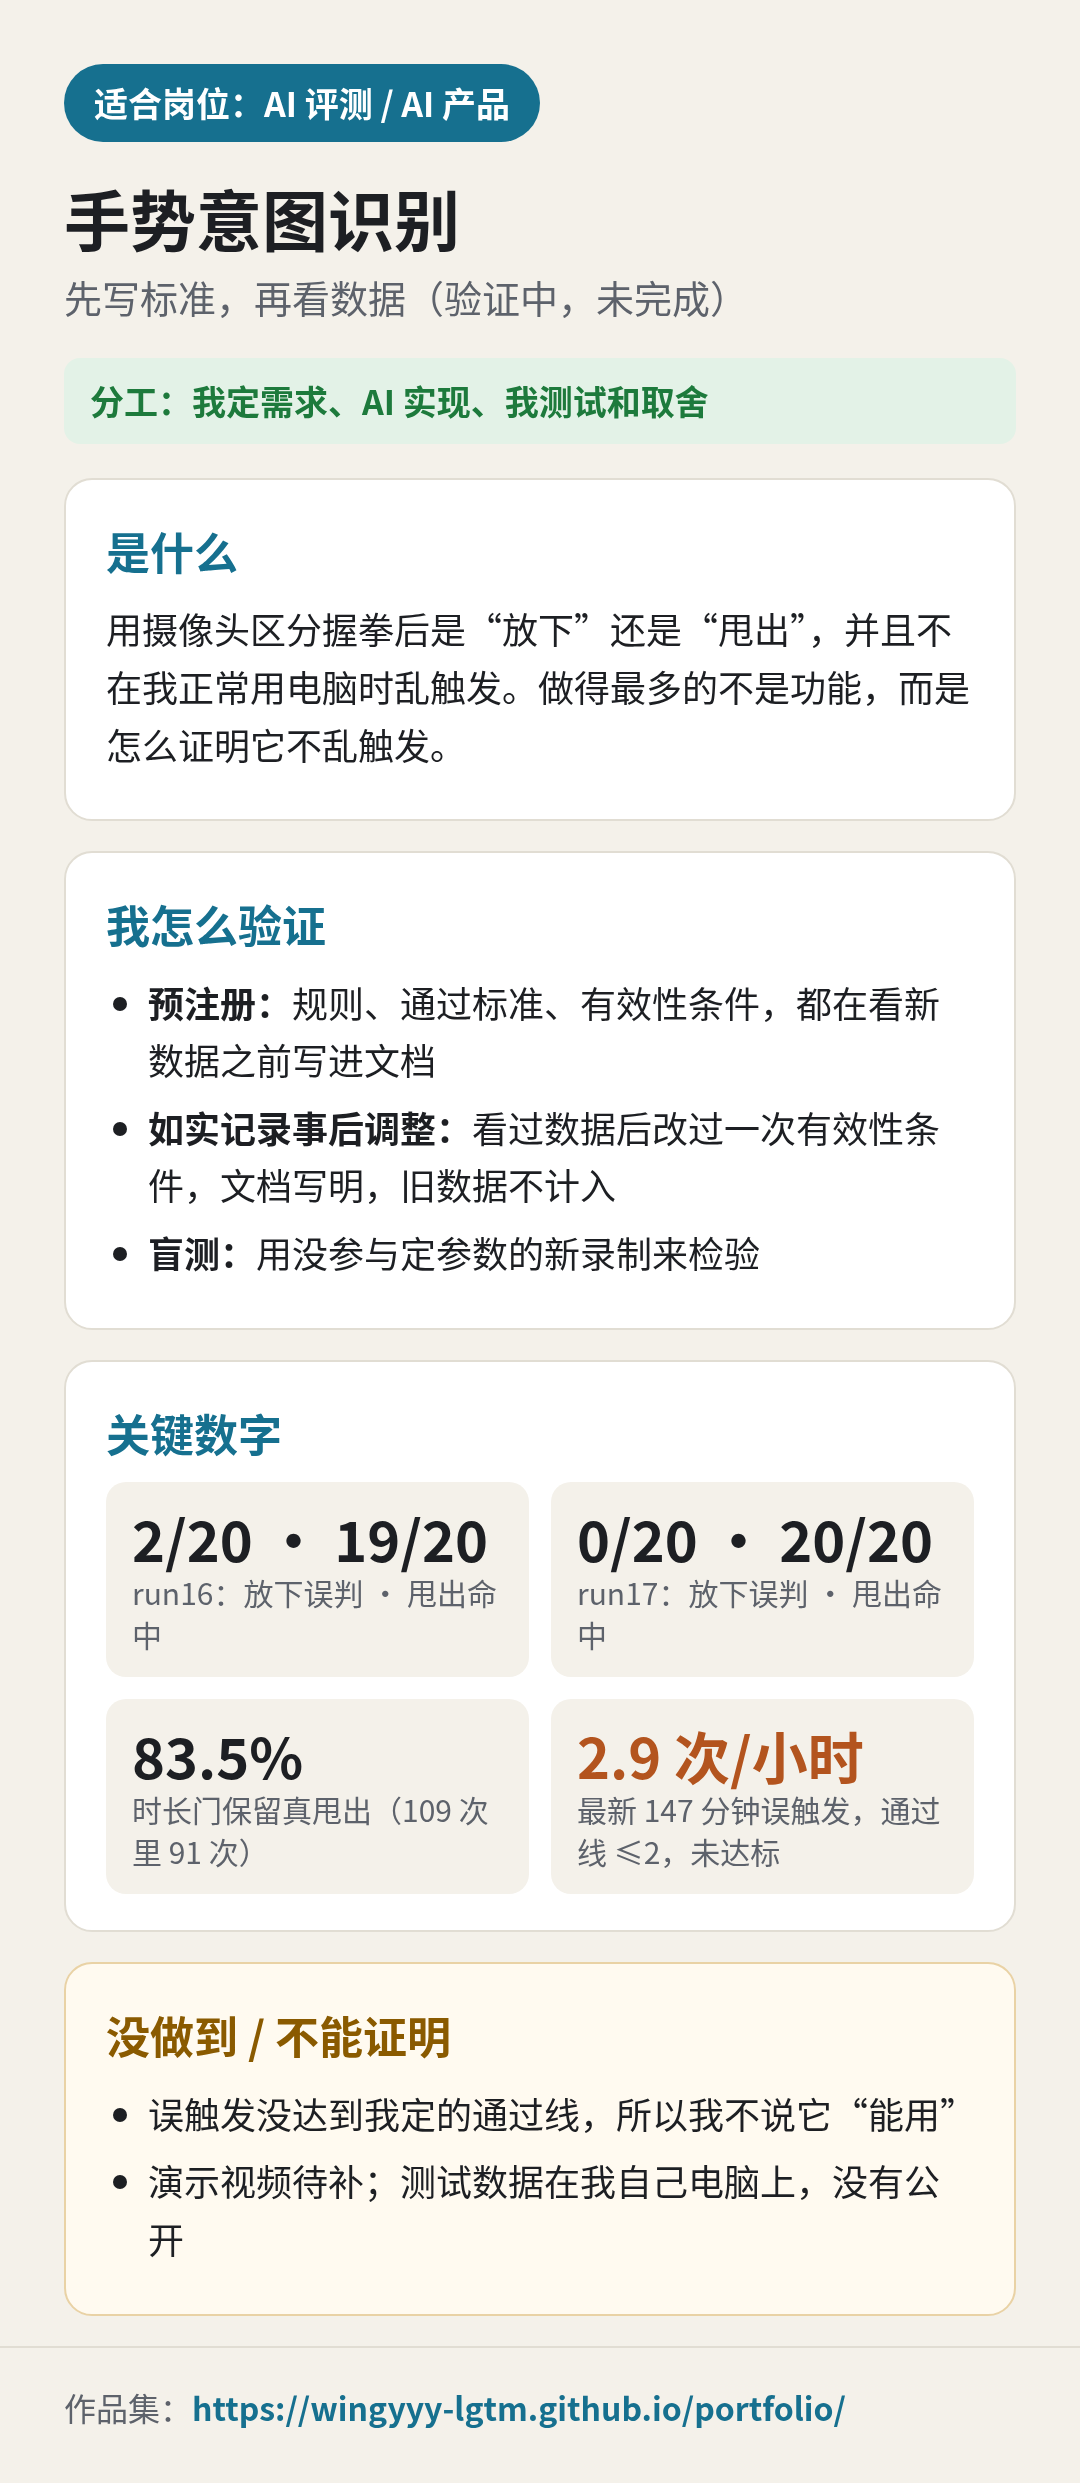 适合岗位：AI 评测 / AI 产品
手势意图识别
先写标准，再看数据（验证中，未完成）
分工：我定需求、AI 实现、我测试和取舍
是什么
用摄像头区分握拳后是“放下”还是“甩出”，并且不
在我正常用电脑时乱触发。做得最多的不是功能，而是
怎么证明它不乱触发。
我怎么验证
• 预注册：规则、通过标准、有效性条件，都在看新
数据之前写进文档
• 如实记录事后调整：看过数据后改过一次有效性条
件，文档写明，旧数据不计入
• 盲测：用没参与定参数的新录制来检验
关键数字
2/20 · 19/20
run16：放下误判 · 甩出命
中
0/20 · 20/20
run17：放下误判 · 甩出命
中
83.5%
时长门保留真甩出（109 次
里 91 次）
2.9 次/小时
最新 147 分钟误触发，通过
线 ≤2，未达标
没做到 / 不能证明
• 误触发没达到我定的通过线，所以我不说它“能用”
• 演示视频待补；测试数据在我自己电脑上，没有公
开
作品集：https://wingyyy-lgtm.github.io/portfolio/